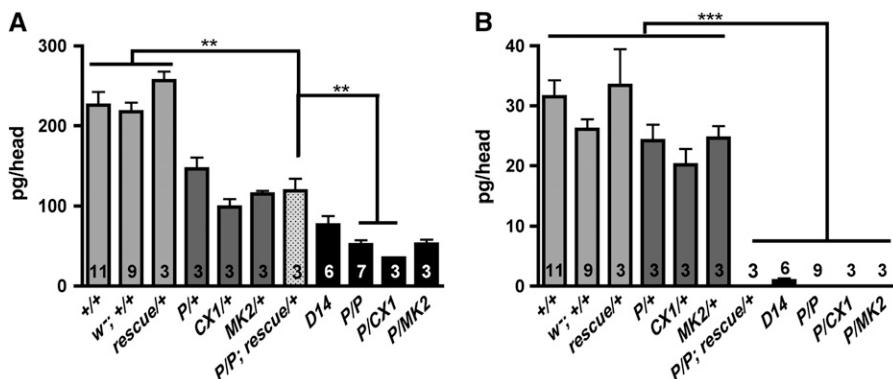 A
pg/head
300
200
100
0
**
**
11 9 3 3 3 3 3 6 7 3 3
+/+
w⁻; +/+
rescue/+
P/+
CX1/+
MK2/+
P/P; rescue/+
D14
P/P
P/CX1
P/MK2
B
pg/head
40
30
20
10
0
***
11 9 3 3 3 3 3 6 9 3 3
+/+
w⁻; +/+
rescue/+
P/+
CX1/+
MK2/+
P/P; rescue/+
D14
P/P
P/CX1
P/MK2